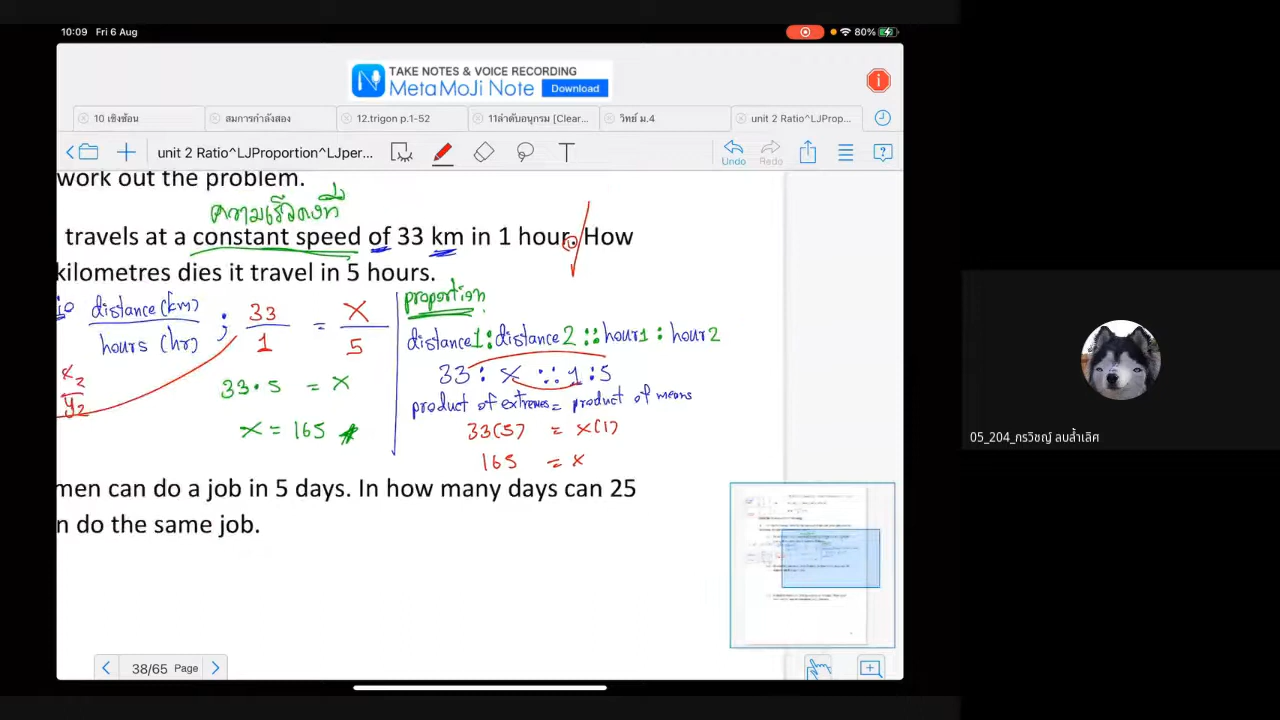 10:09 Fri 6 Aug
80%
TAKE NOTES & VOICE RECORDING
MetaMoJi Note Download
10 เชิงซ้อน
สมการกำลังสอง
12.trigon p.1-52
11ลำดับอนุกรม [Clear...
วิทย์ ม.4
unit 2 Ratio^LJProp...
unit 2 Ratio^LJProportion^LJper...
Undo
Redo
work out the problem.
ความเร็วคงที่
travels at a constant speed of 33 km in 1 hour. How
kilometres dies it travel in 5 hours.
distance(km)
hours (hr)
; 33/1 = X/5
x2
y2
33·5 = x
x = 165
proportion
distance1:distance2::hour1:hour2
33: x ::1:5
product of extremes = product of means
33(5) = x(1)
165 = x
men can do a job in 5 days. In how many days can 25
n do the same job.
38/65 Page
05_204_กรวิชญ์ ลบล้ำเลิศ